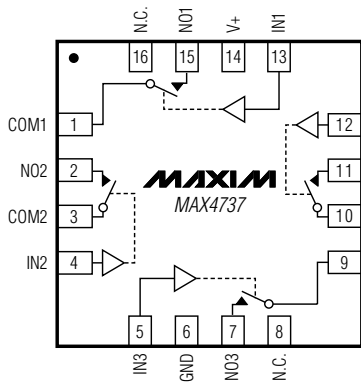 N.C. NO1 V+ IN1
16 15 14 13
COM1 1
12
NO2 2
11
MAXIM
MAX4737
COM2 3
10
IN2 4
9
5 6 7 8
IN3 GND NO3 N.C.